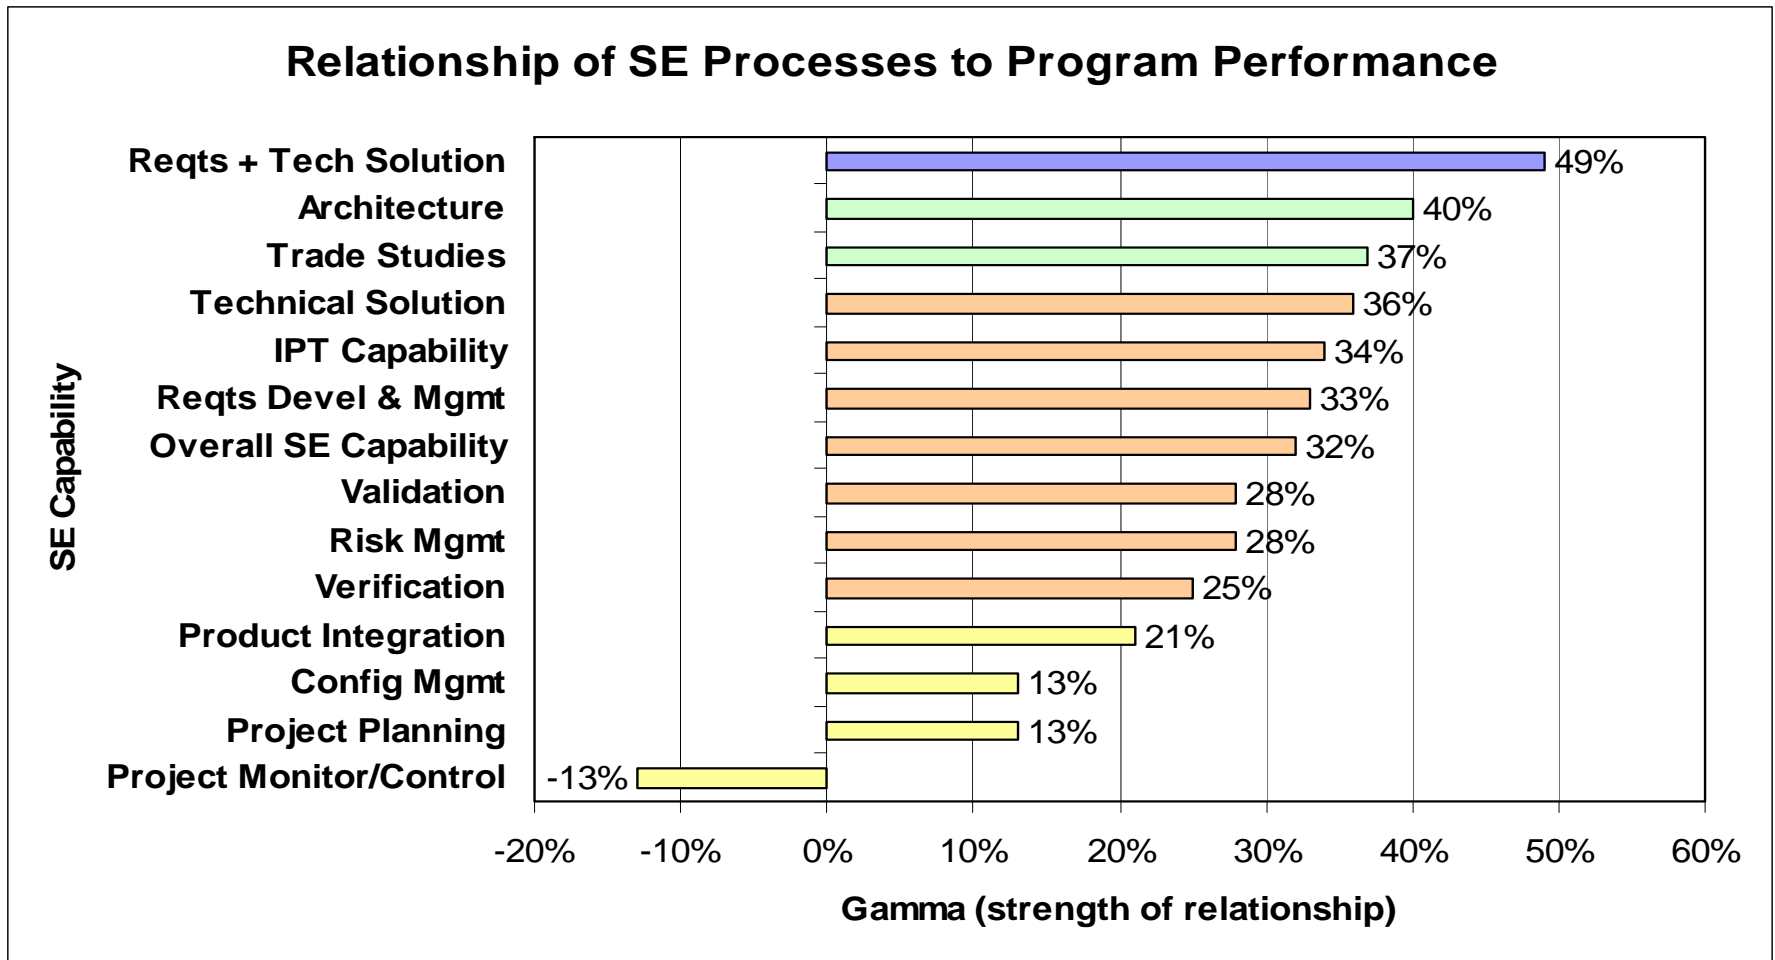 Relationship of SE Processes to Program Performance
SE Capability
Reqts + Tech Solution 49%
Architecture 40%
Trade Studies 37%
Technical Solution 36%
IPT Capability 34%
Reqts Devel & Mgmt 33%
Overall SE Capability 32%
Validation 28%
Risk Mgmt 28%
Verification 25%
Product Integration 21%
Config Mgmt 13%
Project Planning 13%
Project Monitor/Control -13%
-20% -10% 0% 10% 20% 30% 40% 50% 60%
Gamma (strength of relationship)